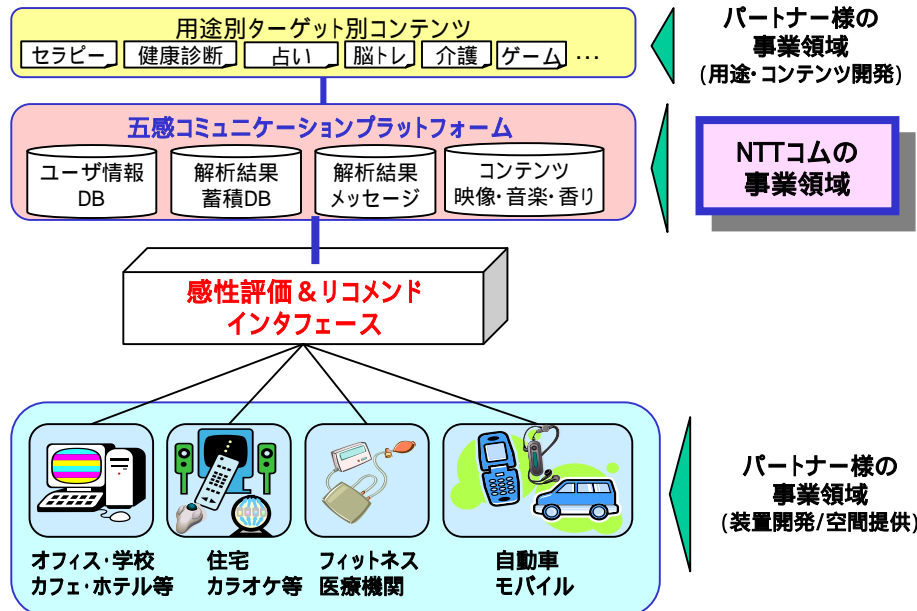 用途別ターゲット別コンテンツ
セラピー 健康診断 占い 脳トレ 介護 ゲーム …
パートナー様の
事業領域
(用途・コンテンツ開発)
五感コミュニケーションプラットフォーム
ユーザ情報
DB
解析結果
蓄積DB
解析結果
メッセージ
コンテンツ
映像・音楽・香り
NTTコムの
事業領域
感性評価&リコメンド
インタフェース
オフィス・学校
カフェ・ホテル等
住宅
カラオケ等
フィットネス
医療機関
自動車
モバイル
パートナー様の
事業領域
(装置開発/空間提供)